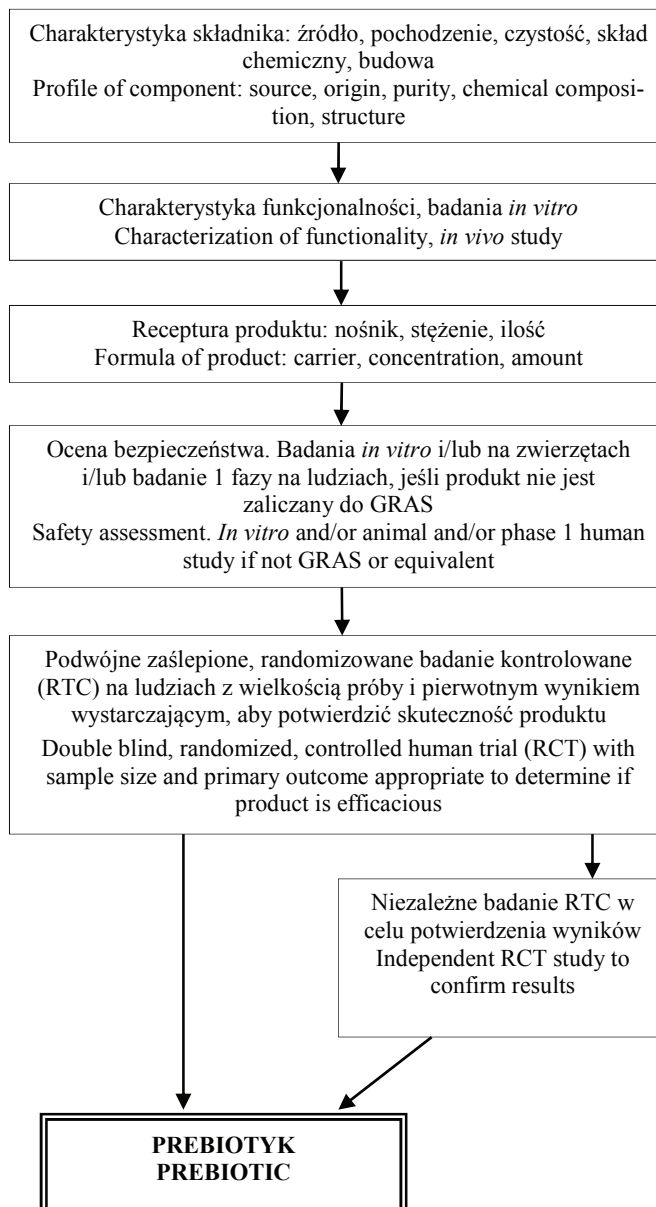 Charakterystyka składnika: źródło, pochodzenie, czystość, skład
chemiczny, budowa
Profile of component: source, origin, purity, chemical composi-
tion, structure
Charakterystyka funkcjonalności, badania in vitro
Characterization of functionality, in vivo study
Receptura produktu: nośnik, stężenie, ilość
Formula of product: carrier, concentration, amount
Ocena bezpieczeństwa. Badania in vitro i/lub na zwierzętach
i/lub badanie 1 fazy na ludziach, jeśli produkt nie jest
zaliczany do GRAS
Safety assessment. In vitro and/or animal and/or phase 1 human
study if not GRAS or equivalent
Podwójne zaślepione, randomizowane badanie kontrolowane
(RTC) na ludziach z wielkością próby i pierwotnym wynikiem
wystarczającym, aby potwierdzić skuteczność produktu
Double blind, randomized, controlled human trial (RCT) with
sample size and primary outcome appropriate to determine if
product is efficacious
Niezależne badanie RTC w
celu potwierdzenia wyników
Independent RCT study to
confirm results
PREBIOTYK
PREBIOTIC